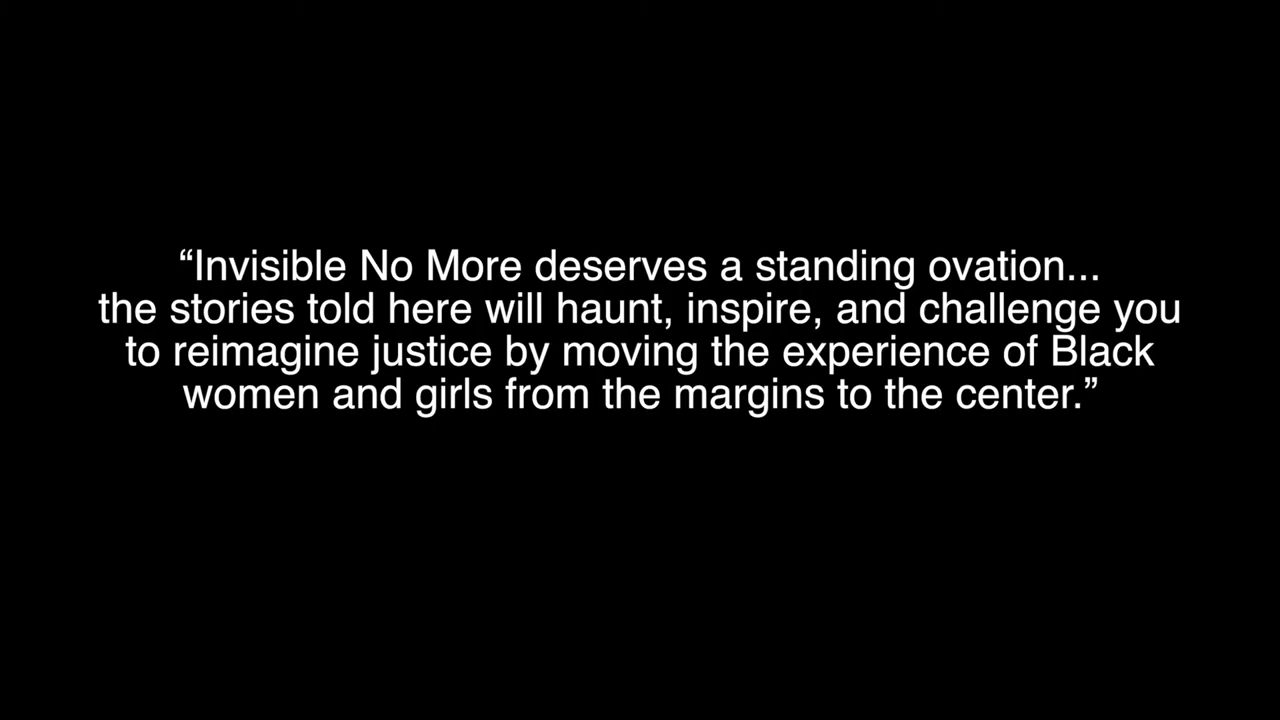 “Invisible No More deserves a standing ovation...
the stories told here will haunt, inspire, and challenge you
to reimagine justice by moving the experience of Black
women and girls from the margins to the center.”